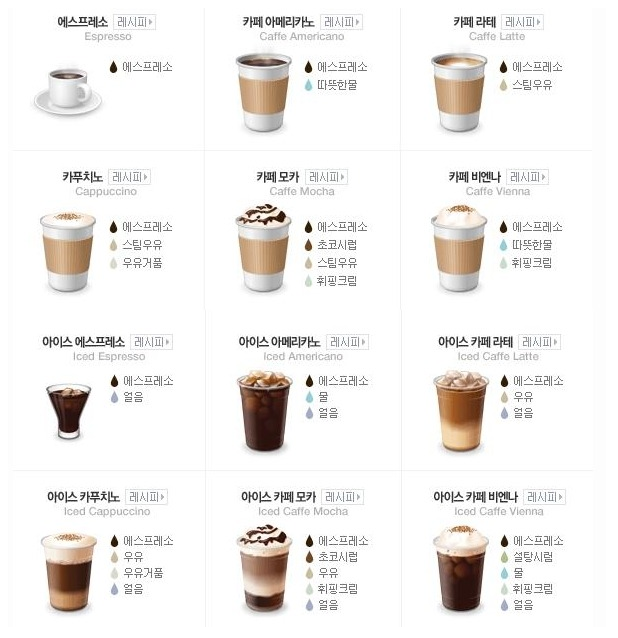 에스프레소 레시피
Espresso
에스프레소
카페 아메리카노 레시피
Caffe Americano
에스프레소
따뜻한물
카페 라테 레시피
Caffe Latte
에스프레소
스팀우유
카푸치노 레시피
Cappuccino
에스프레소
스팀우유
우유거품
카페 모카 레시피
Caffe Mocha
에스프레소
초코시럽
스팀우유
휘핑크림
카페 비엔나 레시피
Caffe Vienna
에스프레소
따뜻한물
휘핑크림
아이스 에스프레소 레시피
Iced Espresso
에스프레소
얼음
아이스 아메리카노 레시피
Iced Americano
에스프레소
물
얼음
아이스 카페 라테 레시피
Iced Caffe Latte
에스프레소
우유
얼음
아이스 카푸치노 레시피
Iced Cappuccino
에스프레소
우유
우유거품
얼음
아이스 카페 모카 레시피
Iced Caffe Mocha
에스프레소
초코시럽
우유
휘핑크림
얼음
아이스 카페 비엔나 레시피
Iced Caffe Vienna
에스프레소
설탕시럼
물
휘핑크림
얼음